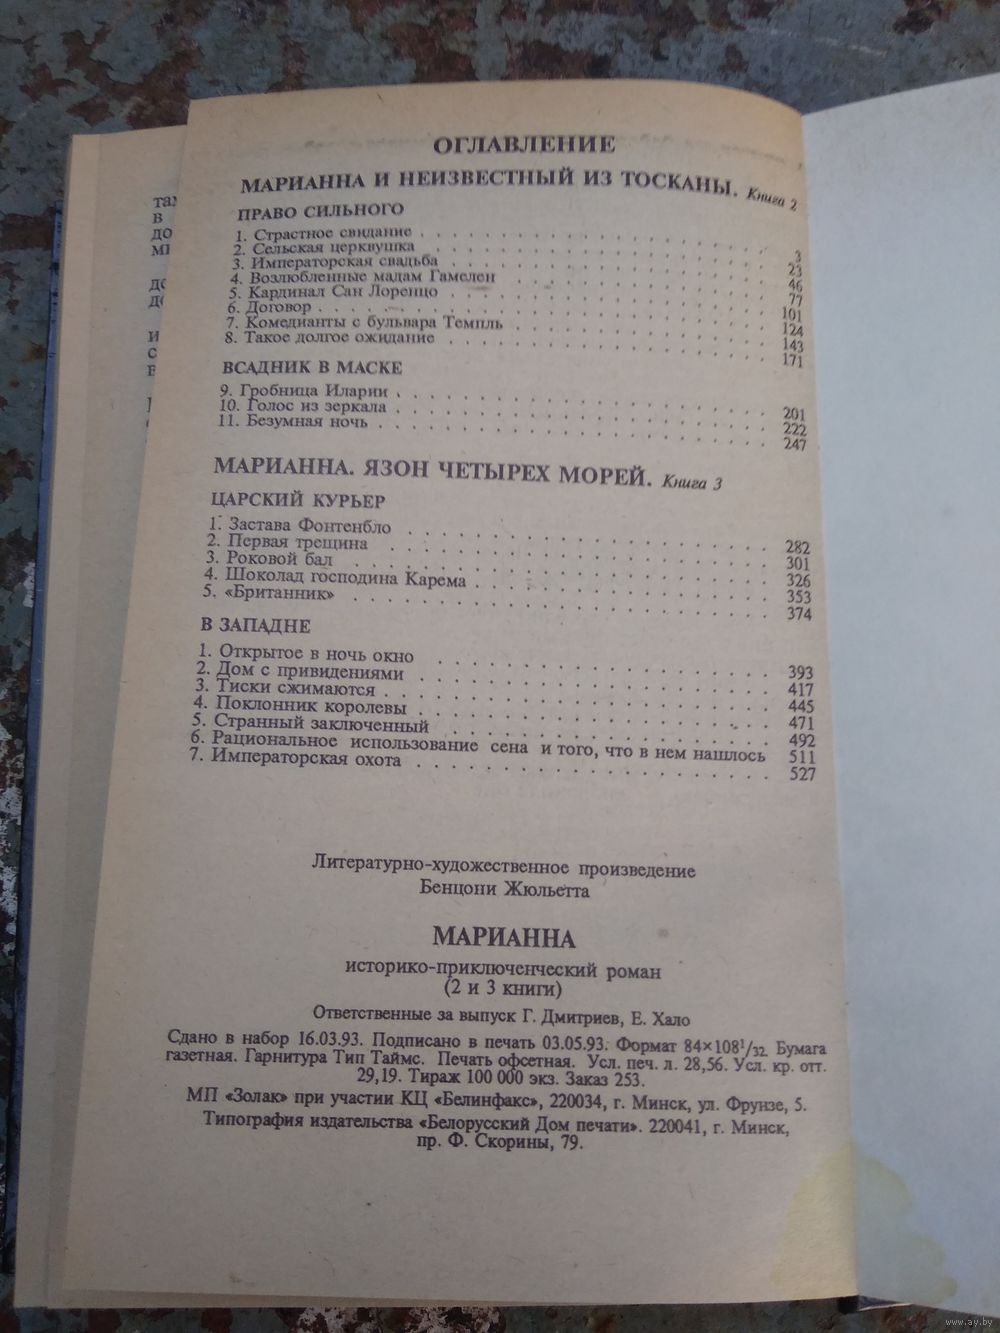 ОГЛАВЛЕНИЕ
МАРИАННА И НЕИЗВЕСТНЫЙ ИЗ ТОСКАНЫ. Книга 2
ПРАВО СИЛЬНОГО
1. Страстное свидание . . . 3
2. Сельская церквушка . . . 23
3. Императорская свадьба . . . 46
4. Возлюбленные мадам Гамелен . . . 77
5. Кардинал Сан Лоренцо . . . 101
6. Договор . . . 124
7. Комедианты с бульвара Темпль . . . 143
8. Такое долгое ожидание . . . 171
ВСАДНИК В МАСКЕ
9. Гробница Иларии . . . 201
10. Голос из зеркала . . . 222
11. Безумная ночь . . . 247
МАРИАННА. ЯЗОН ЧЕТЫРЕХ МОРЕЙ. Книга 3
ЦАРСКИЙ КУРЬЕР
1. Застава Фонтенбло . . . 282
2. Первая трещина . . . 301
3. Роковой бал . . . 326
4. Шоколад господина Карема . . . 353
5. «Британник» . . . 374
В ЗАПАДНЕ
1. Открытое в ночь окно . . . 393
2. Дом с привидениями . . . 417
3. Тиски сжимаются . . . 445
4. Поклонник королевы . . . 471
5. Странный заключенный . . . 492
6. Рациональное использование сена и того, что в нем нашлось 511
7. Императорская охота . . . 527
Литературно-художественное произведение
Бенцони Жюльетта
МАРИАННА
историко-приключенческий роман
(2 и 3 книги)
Ответственные за выпуск Г. Дмитриев, Е. Хало
Сдано в набор 16.03.93. Подписано в печать 03.05.93. Формат 84×108¹/₃₂. Бумага
газетная. Гарнитура Тип Таймс. Печать офсетная. Усл. печ. л. 28,56. Усл. кр. отт.
29,19. Тираж 100 000 экз. Заказ 253.
МП «Золак» при участии КЦ «Белинфакс», 220034, г. Минск, ул. Фрунзе, 5.
Типография издательства «Белорусский Дом печати». 220041, г. Минск,
пр. Ф. Скорины, 79.
www.ay.by